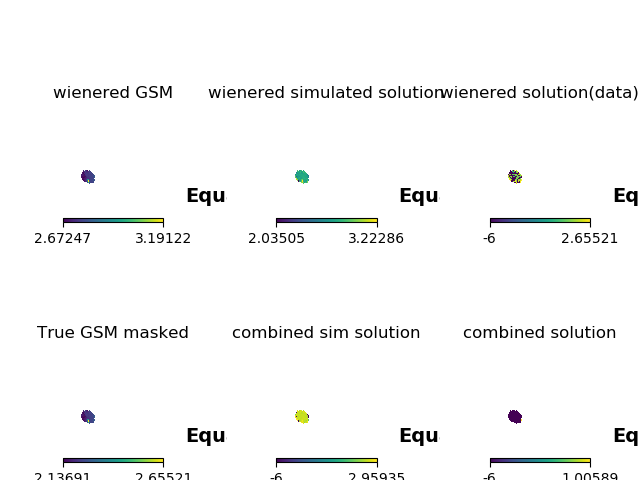 wienered GSM wienered simulated solution wienered solution(data)
Equ Equ Eq
2.67247 3.19122 2.03505 3.22286 -6 2.65521
True GSM masked combined sim solution combined solution
Equ Equ Eq
2.13691 2.65521 -6 2.95935 -6 1.00589